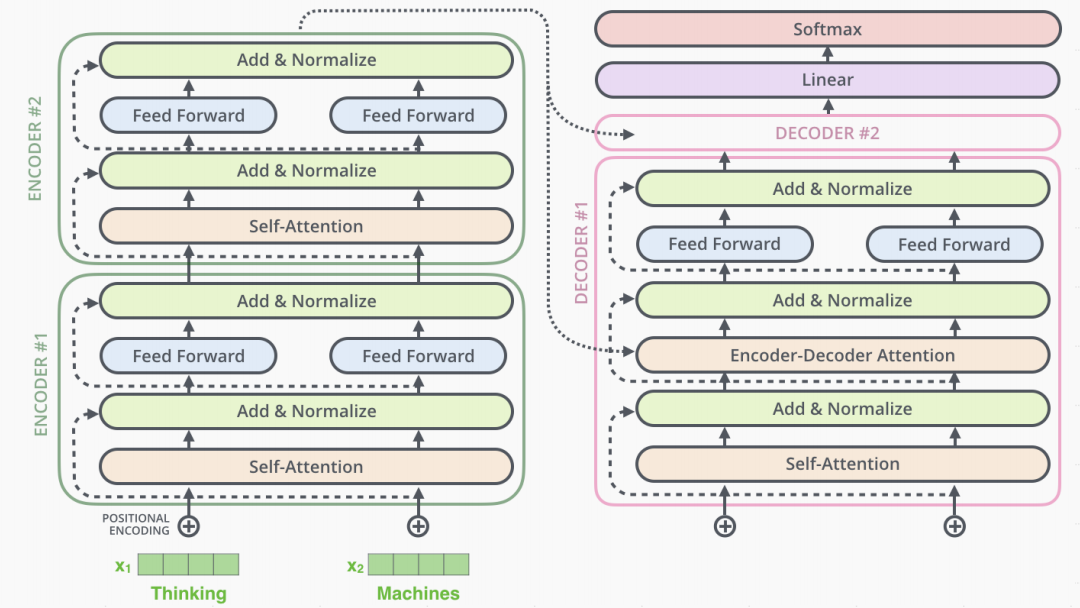 ENCODER #2
Add & Normalize
Feed Forward
Feed Forward
Add & Normalize
Self-Attention
ENCODER #1
Add & Normalize
Feed Forward
Feed Forward
Add & Normalize
Self-Attention
POSITIONAL
ENCODING
x1
x2
Thinking
Machines
Softmax
Linear
DECODER #2
DECODER #1
Add & Normalize
Feed Forward
Feed Forward
Add & Normalize
Encoder-Decoder Attention
Add & Normalize
Self-Attention